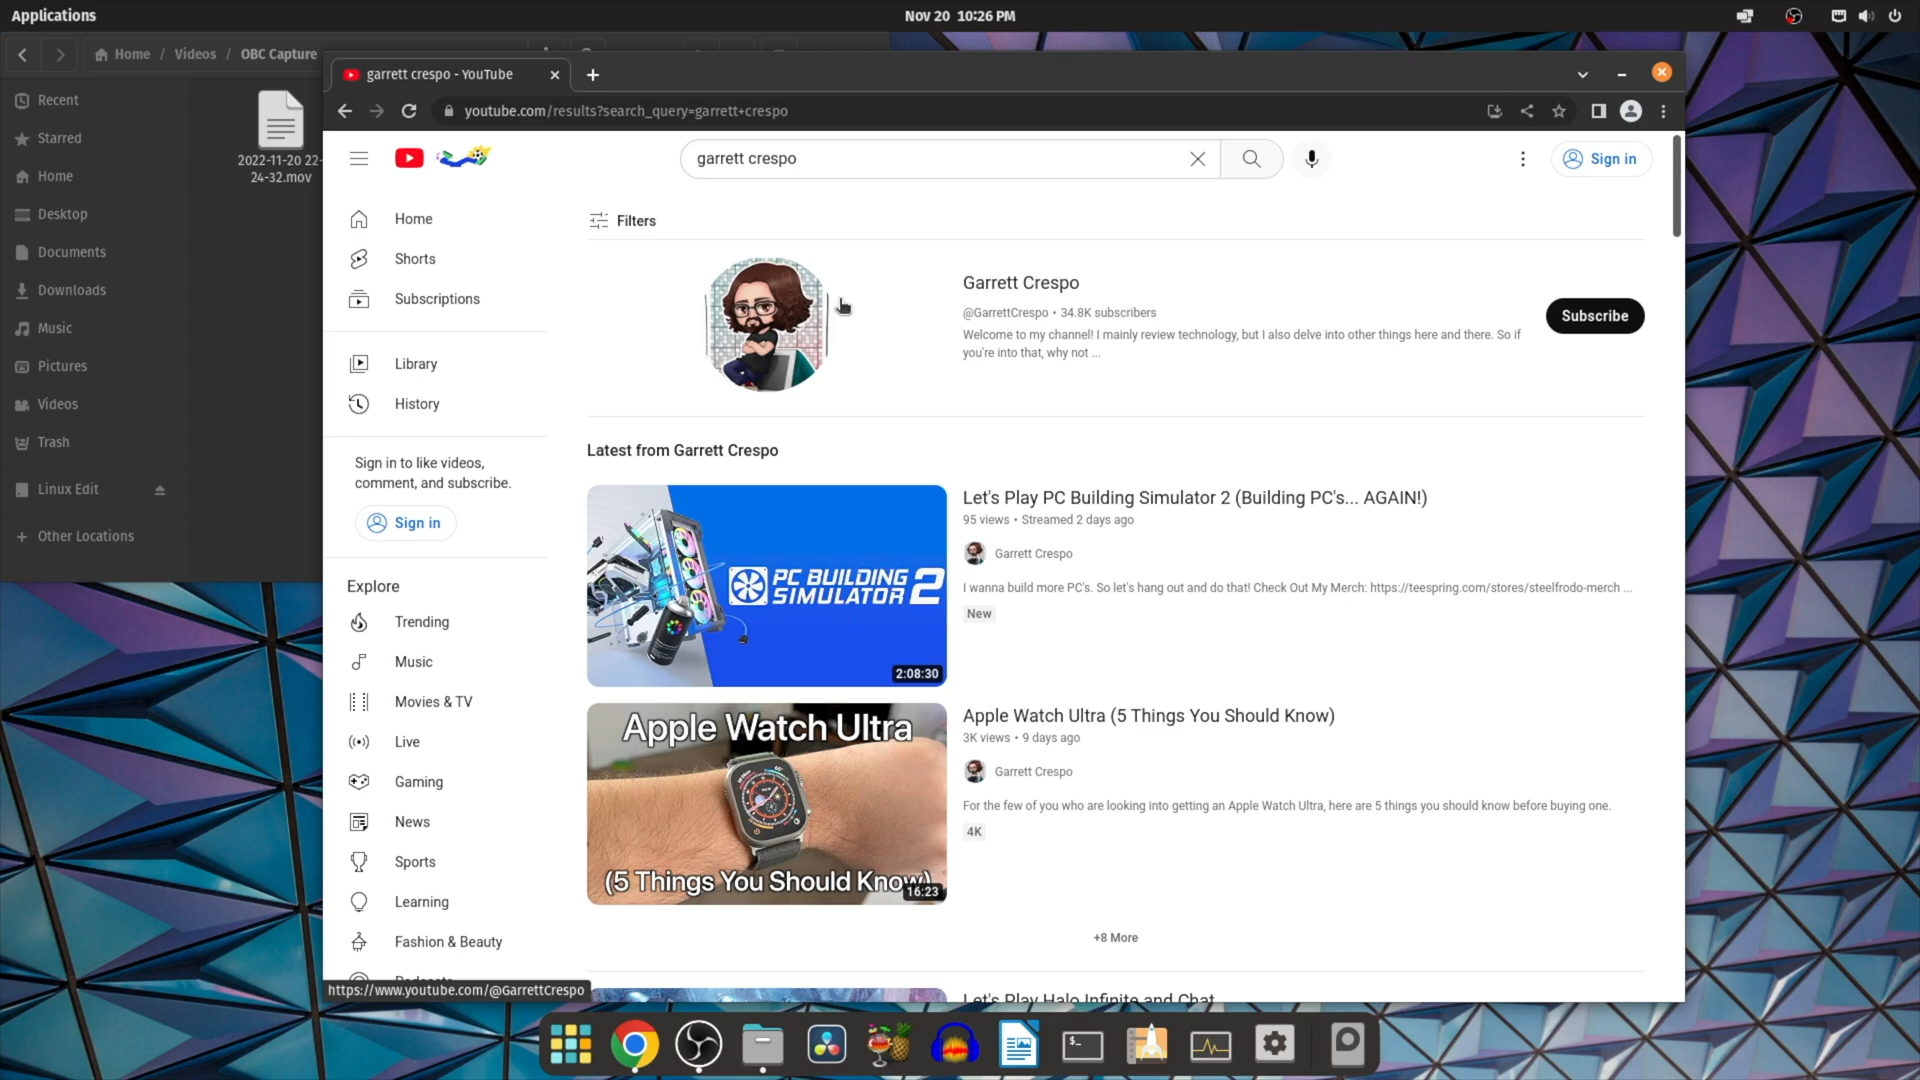 Applications
Nov 20 10:26 PM
Home / Videos / OBC Capture
Recent
Starred
Home
Desktop
Documents
Downloads
Music
Pictures
Videos
Trash
Linux Edit
Other Locations
2022-11-20 22-
24-32.mov
garrett crespo - YouTube
youtube.com/results?search_query=garrett+crespo
garrett crespo
Sign in
Home
Shorts
Subscriptions
Library
History
Sign in to like videos,
comment, and subscribe.
Sign in
Explore
Trending
Music
Movies & TV
Live
Gaming
News
Sports
Learning
Fashion & Beauty
Podcasts
https://www.youtube.com/@GarrettCrespo
Filters
Garrett Crespo
@GarrettCrespo • 34.8K subscribers
Welcome to my channel! I mainly review technology, but I also delve into other things here and there. So if
you're into that, why not ...
Subscribe
Latest from Garrett Crespo
PC BUILDING
SIMULATOR 2
2:08:30
Let's Play PC Building Simulator 2 (Building PC's... AGAIN!)
95 views • Streamed 2 days ago
Garrett Crespo
I wanna build more PC's. So let's hang out and do that! Check Out My Merch: https://teespring.com/stores/steelfrodo-merch ...
New
Apple Watch Ultra
(5 Things You Should Know)
16:23
Apple Watch Ultra (5 Things You Should Know)
3K views • 9 days ago
Garrett Crespo
For the few of you who are looking into getting an Apple Watch Ultra, here are 5 things you should know before buying one.
4K
+8 More
Let's Play Halo Infinite and Chat